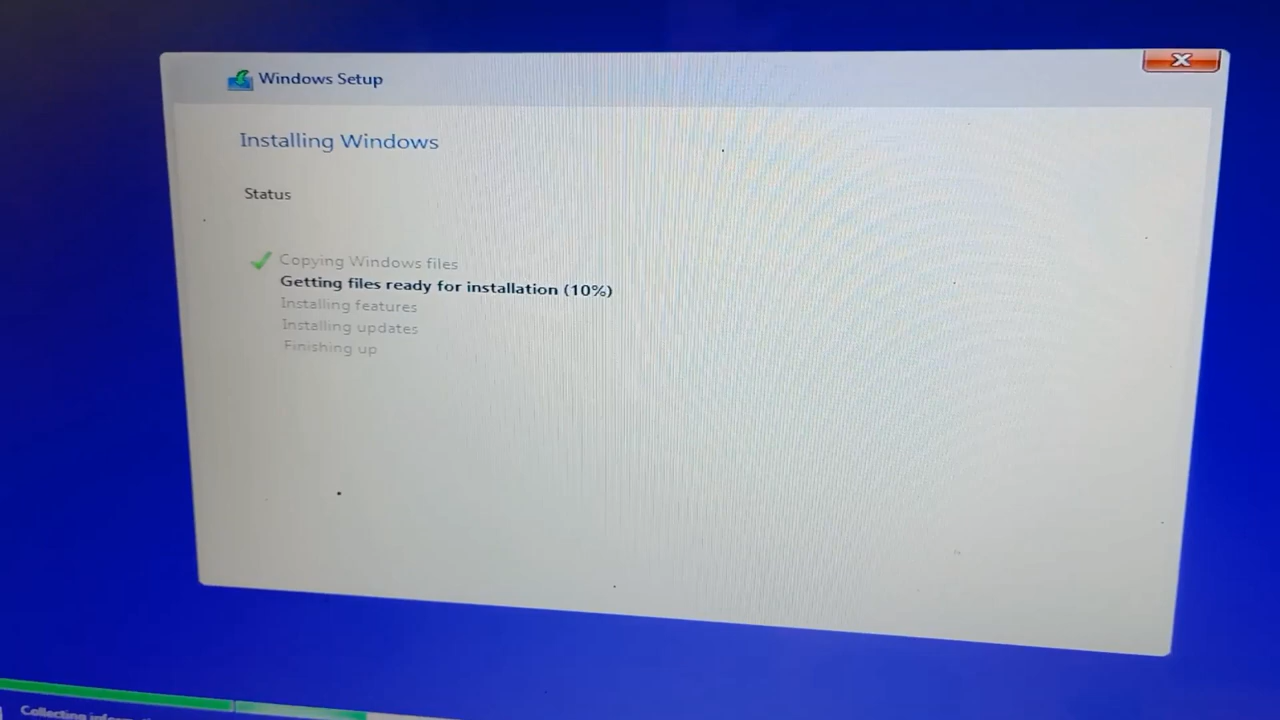 Windows Setup
Installing Windows
Status
Copying Windows files
Getting files ready for installation (10%)
Installing features
Installing updates
Finishing up
Collecting